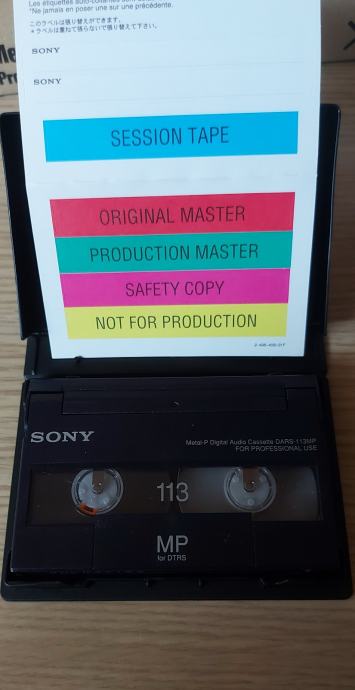 Les étiquettes auto-collantes sont
*Ne jamais en poser une sur une précédente.
このラベルは張り替えができます。
*ラベルは重ねて張らないで張り替えて下さい。
SONY
SONY
SESSION TAPE
ORIGINAL MASTER
PRODUCTION MASTER
SAFETY COPY
NOT FOR PRODUCTION
SONY
Metal-P Digital Audio Cassette DARS-113MP
FOR PROFESSIONAL USE
113
MP
for DTRS